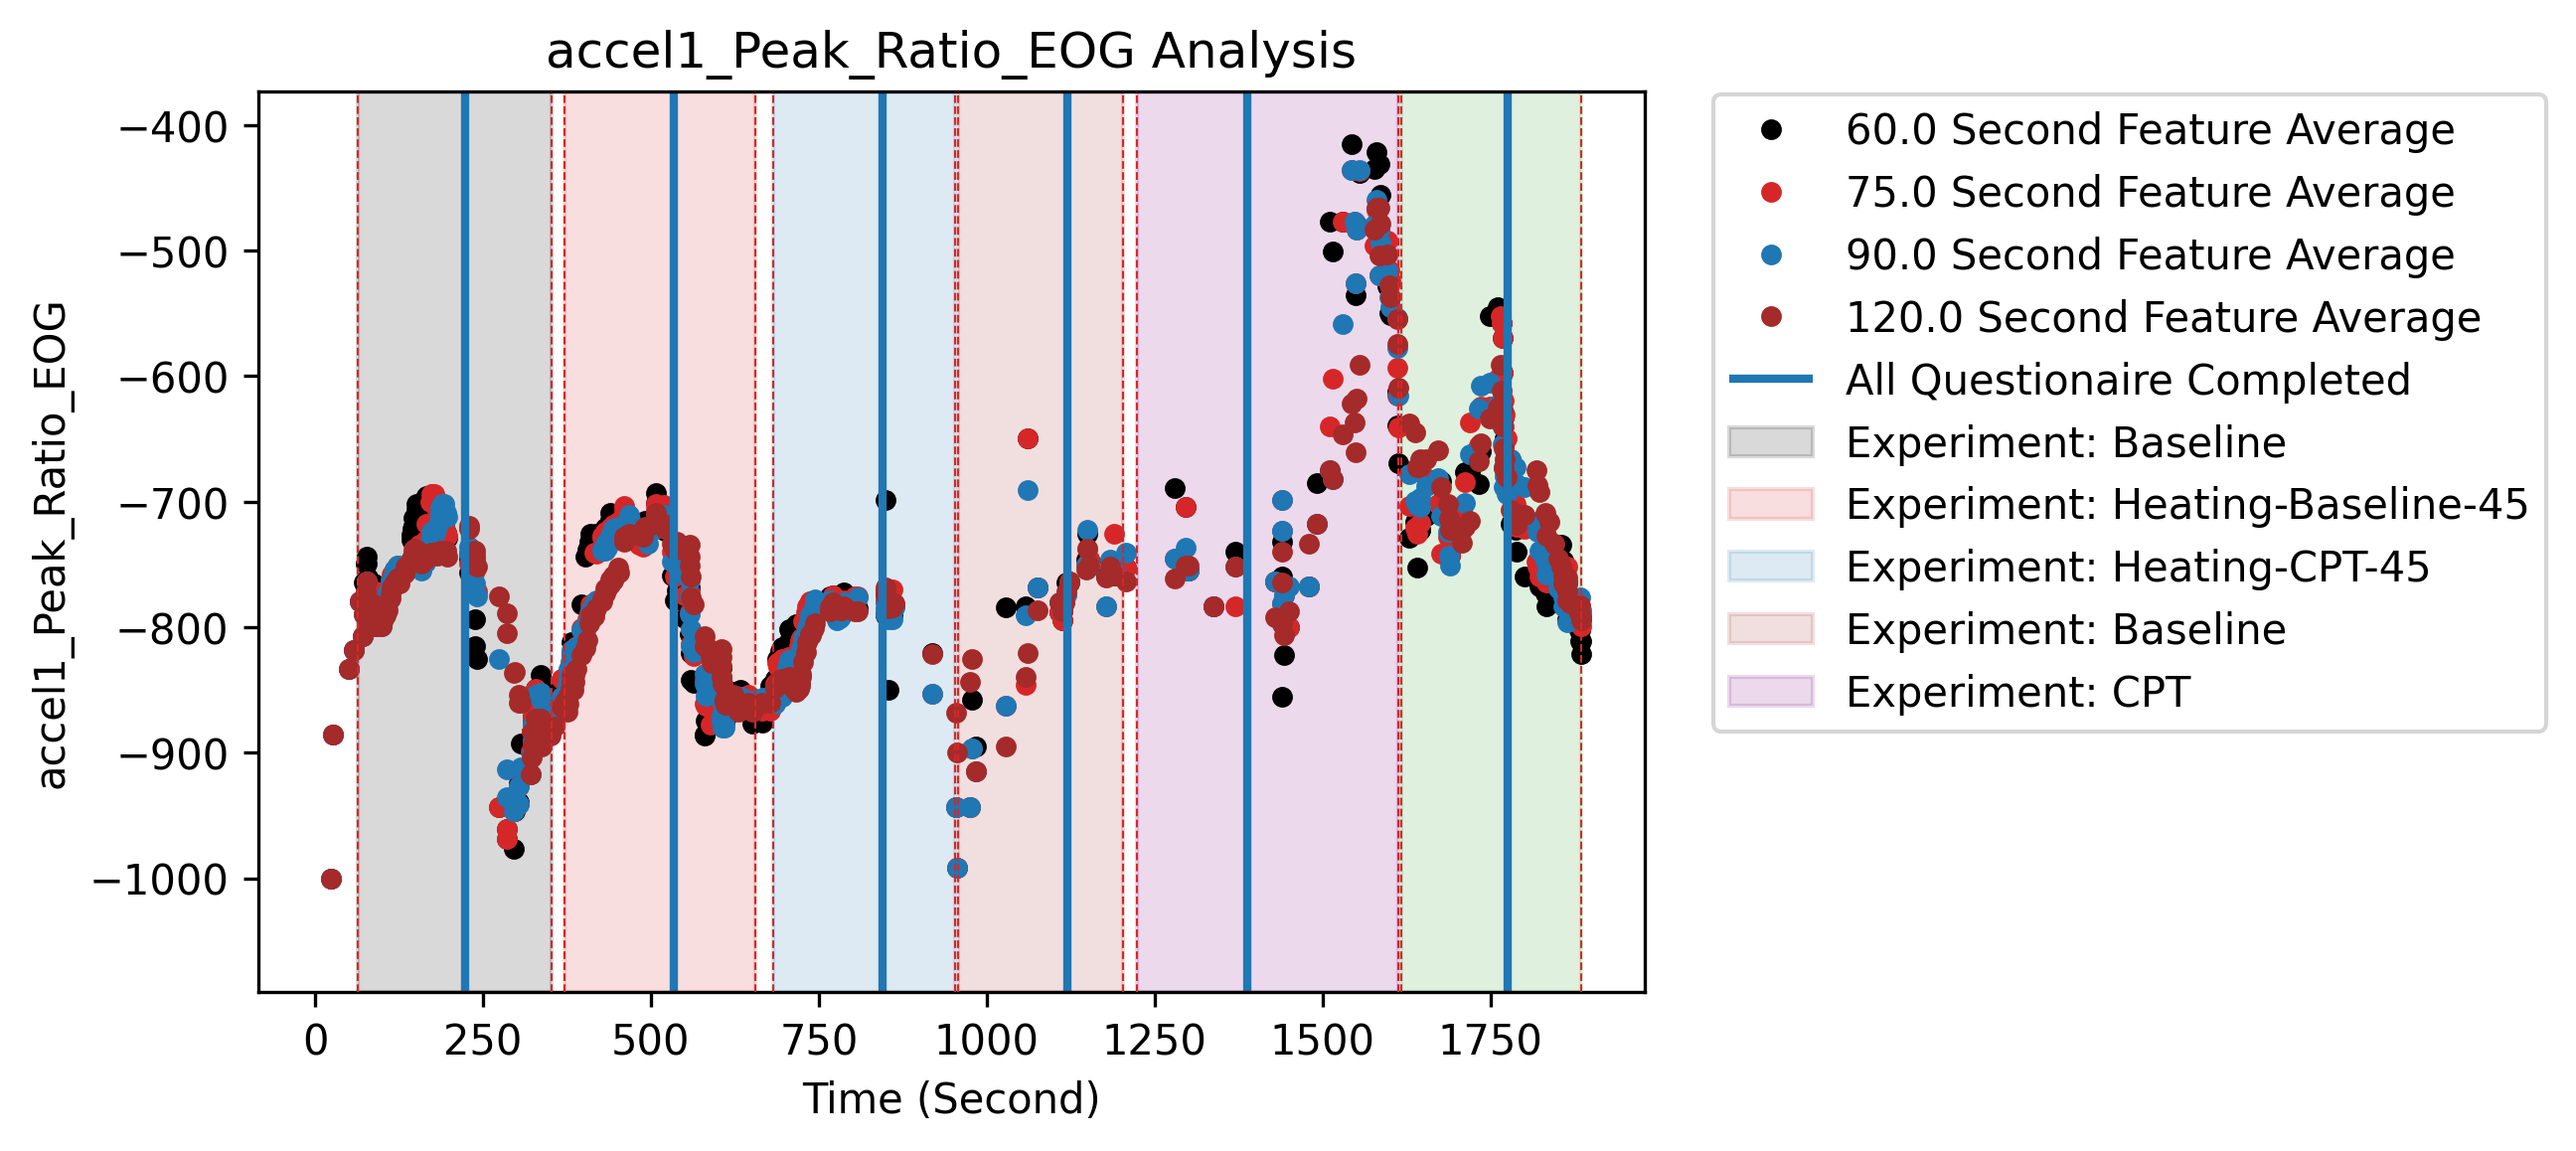 accel1_Peak_Ratio_EOG Analysis
accel1_Peak_Ratio_EOG
−400
−500
−600
−700
−800
−900
−1000
0 250 500 750 1000 1250 1500 1750
Time (Second)
60.0 Second Feature Average
75.0 Second Feature Average
90.0 Second Feature Average
120.0 Second Feature Average
All Questionaire Completed
Experiment: Baseline
Experiment: Heating-Baseline-45
Experiment: Heating-CPT-45
Experiment: Baseline
Experiment: CPT